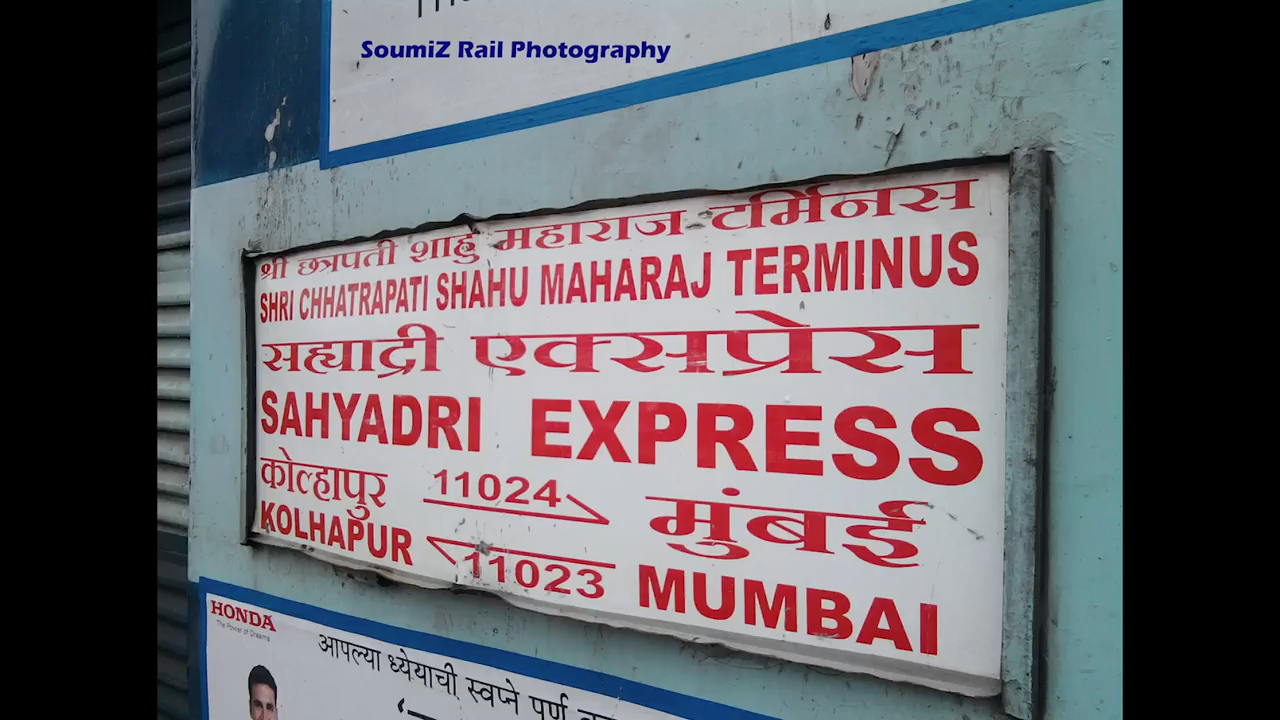 SoumiZ Rail Photography
श्री छत्रपती शाहु महाराज टर्मिनस
SHRI CHHATRAPATI SHAHU MAHARAJ TERMINUS
सह्याद्री एक्सप्रेस
SAHYADRI EXPRESS
कोल्हापुर 11024 मुंबई
KOLHAPUR 11023 MUMBAI
HONDA
The Power of Dreams
आपल्या ध्येयाची स्वप्ने पूर्ण